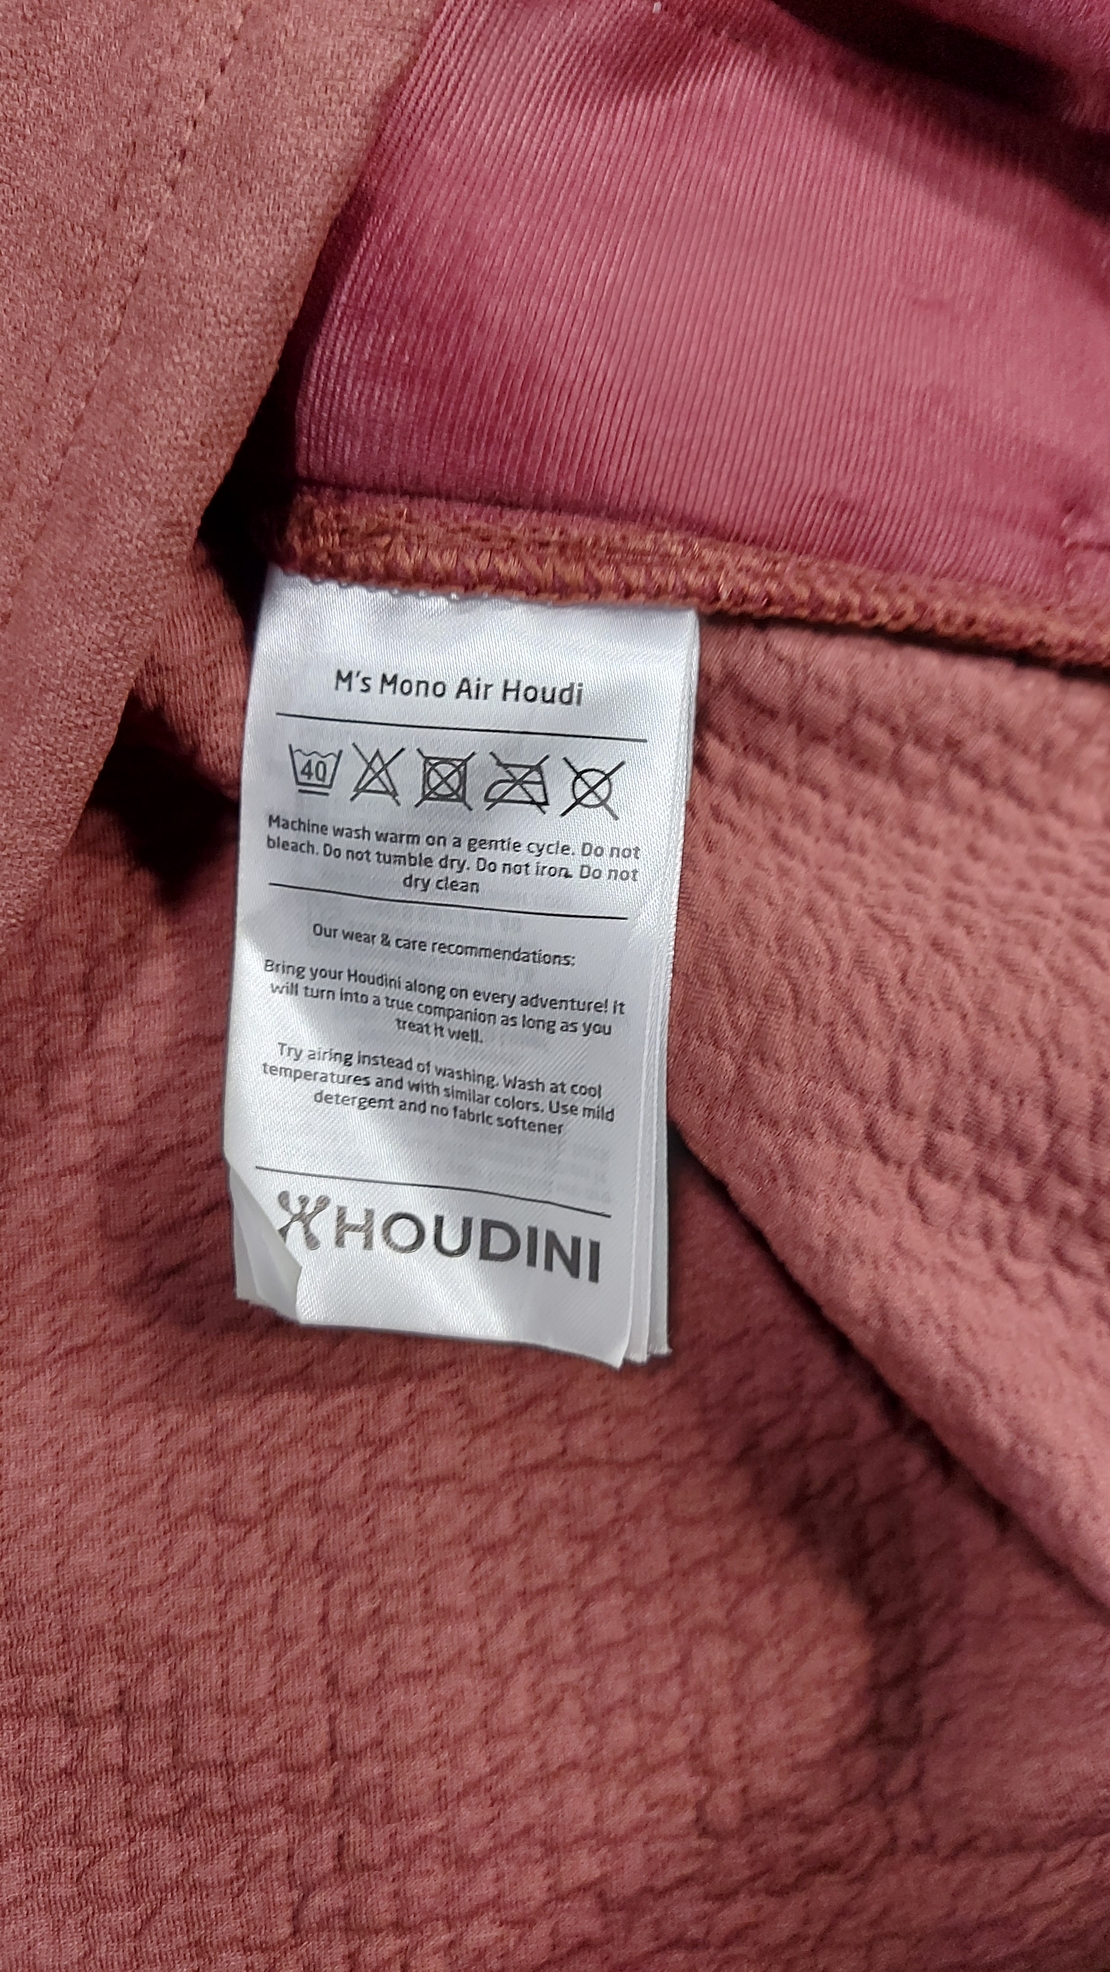 M's Mono Air Houdi
40
Machine wash warm on a gentle cycle. Do not
bleach. Do not tumble dry. Do not iron. Do not
dry clean
Our wear & care recommendations:
Bring your Houdini along on every adventure! It
will turn into a true companion as long as you
treat it well.
Try airing instead of washing. Wash at cool
temperatures and with similar colors. Use mild
detergent and no fabric softener
HOUDINI